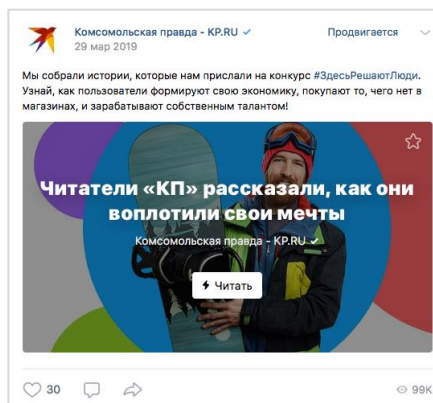 Комсомольская правда - KP.RU
Продвигается
29 мар 2019
Мы собрали истории, которые нам прислали на конкурс #ЗдесьРешаютЛюди.
Узнай, как пользователи формируют свою экономику, покупают то, чего нет в
магазинах, и зарабатывают собственным талантом!
Читатели «КП» рассказали, как они
воплотили свои мечты
Комсомольская правда - KP.RU
Читать
30
99K